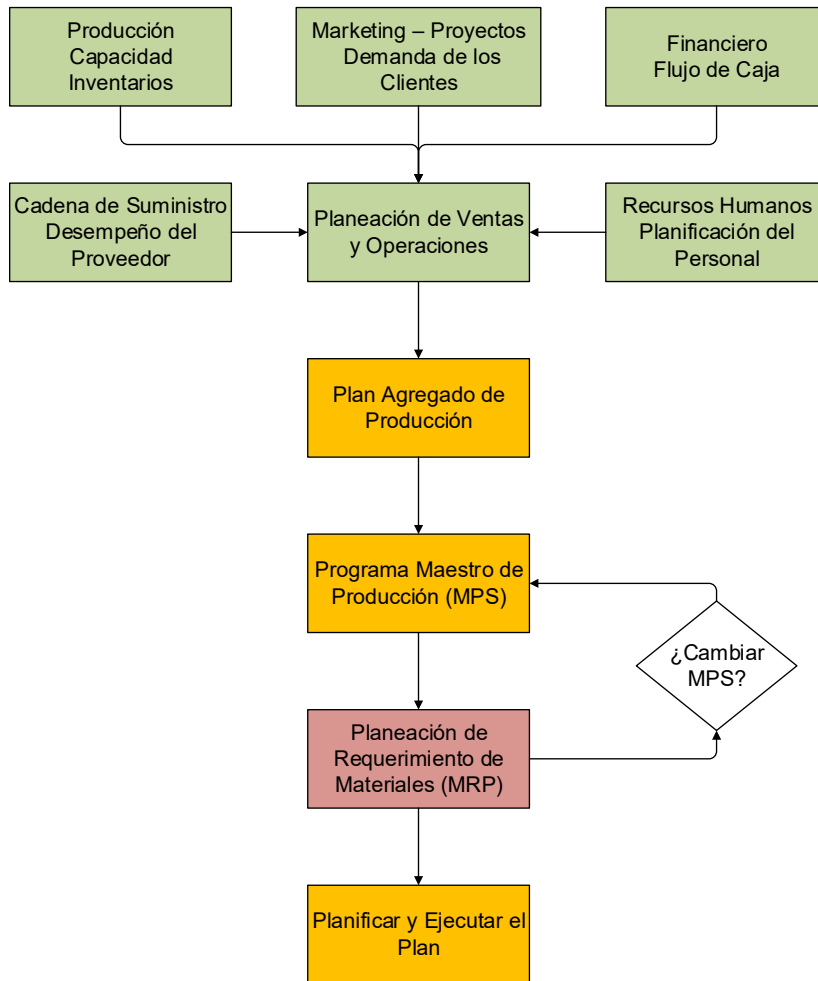 Producción
Capacidad
Inventarios
Marketing – Proyectos
Demanda de los
Clientes
Financiero
Flujo de Caja
Cadena de Suministro
Desempeño del
Proveedor
Planeación de Ventas
y Operaciones
Recursos Humanos
Planificación del
Personal
Plan Agregado de
Producción
Programa Maestro de
Producción (MPS)
¿Cambiar
MPS?
Planeación de
Requerimiento de
Materiales (MRP)
Planificar y Ejecutar el
Plan